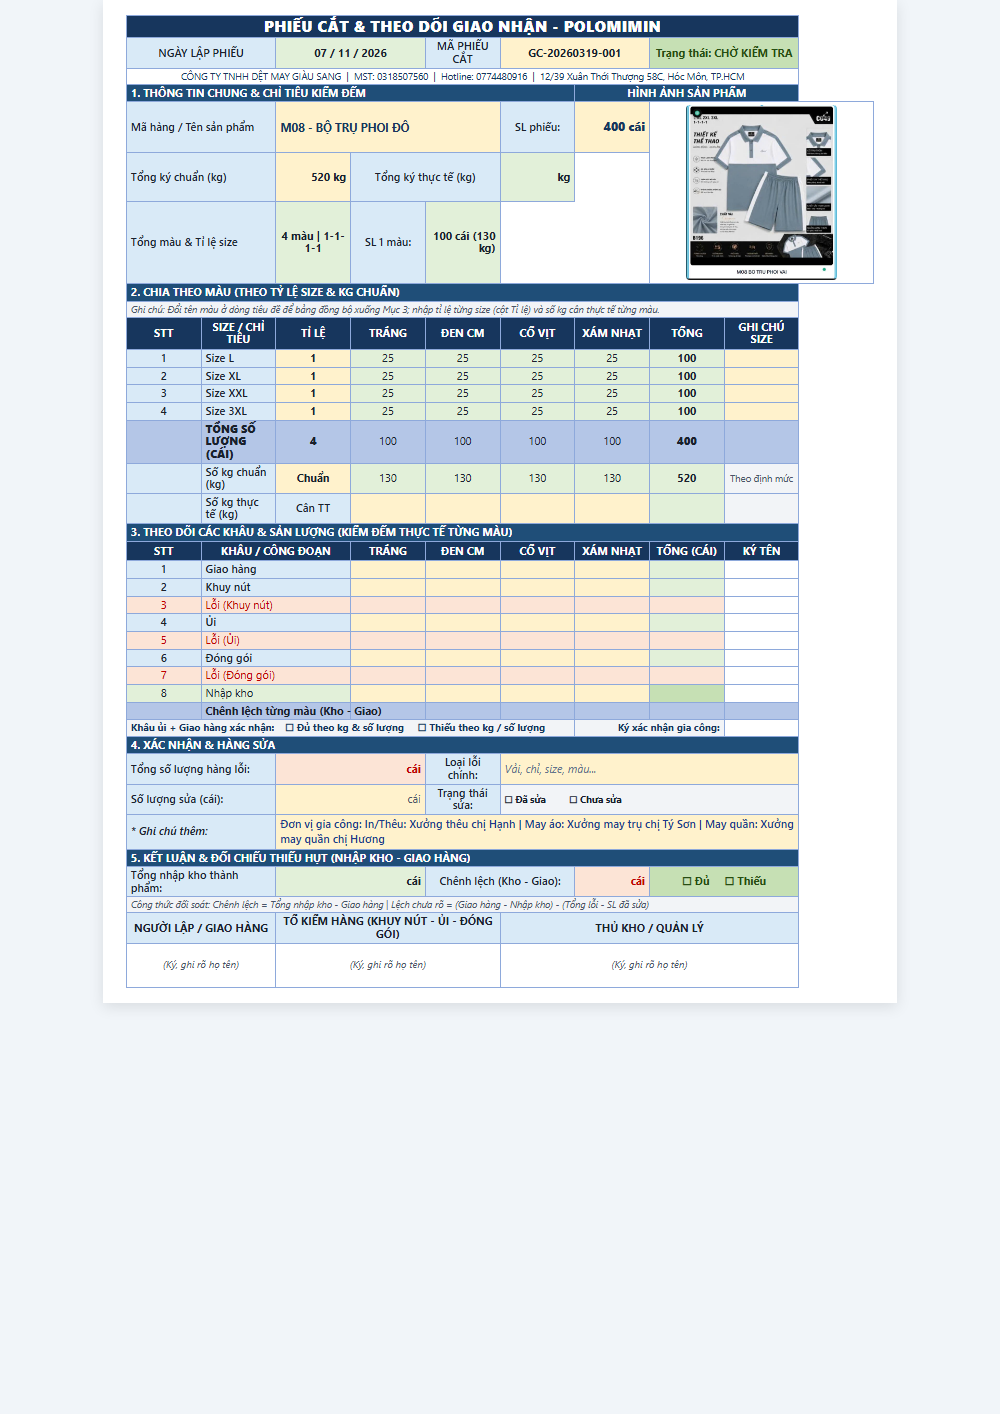 PHIẾU CẮT & THEO DÕI GIAO NHẬN - POLOMIMIN
NGÀY LẬP PHIẾU 07 / 11 / 2026 MÃ PHIẾU CẮT GC-20260319-001 Trạng thái: CHỜ KIỂM TRA
CÔNG TY TNHH DỆT MAY GIÀU SANG | MST: 0318507560 | Hotline: 0774480916 | 12/39 Xuân Thới Thượng 58C, Hóc Môn, TP.HCM
1. THÔNG TIN CHUNG & CHỈ TIÊU KIỂM ĐẾM HÌNH ẢNH SẢN PHẨM
Mã hàng / Tên sản phẩm M08 - BỘ TRỤ PHOI ĐÔ SL phiếu: 400 cái
THIẾT KẾ
THỂ THAO
M08 BO TRU PHOI VAI
Tổng ký chuẩn (kg) 520 kg Tổng ký thực tế (kg) kg
Tổng màu & Tỉ lệ size 4 màu | 1-1-1-1 SL 1 màu: 100 cái (130 kg)
2. CHIA THEO MÀU (THEO TỶ LỆ SIZE & KG CHUẨN)
Ghi chú: Đổi tên màu ở dòng tiêu đề để bảng đồng bộ xuống Mục 3; nhập tỉ lệ từng size (cột Tỉ lệ) và số kg cân thực tế từng màu.
STT SIZE / CHỈ TIÊU TỈ LỆ TRẮNG ĐEN CM CỔ VỊT XÁM NHẠT TỔNG GHI CHÚ SIZE
1 Size L 1 25 25 25 25 100
2 Size XL 1 25 25 25 25 100
3 Size XXL 1 25 25 25 25 100
4 Size 3XL 1 25 25 25 25 100
TỔNG SỐ LƯỢNG (CÁI) 4 100 100 100 100 400
Số kg chuẩn (kg) Chuẩn 130 130 130 130 520 Theo định mức
Số kg thực tế (kg) Cân TT
3. THEO DÕI CÁC KHÂU & SẢN LƯỢNG (KIỂM ĐẾM THỰC TẾ TỪNG MÀU)
STT KHÂU / CÔNG ĐOẠN TRẮNG ĐEN CM CỔ VỊT XÁM NHẠT TỔNG (CÁI) KÝ TÊN
1 Giao hàng
2 Khuy nút
3 Lỗi (Khuy nút)
4 Ủi
5 Lỗi (Ủi)
6 Đóng gói
7 Lỗi (Đóng gói)
8 Nhập kho
Chênh lệch từng màu (Kho - Giao)
Khâu ủi + Giao hàng xác nhận: ☐ Đủ theo kg & số lượng ☐ Thiếu theo kg / số lượng Ký xác nhận gia công:
4. XÁC NHẬN & HÀNG SỬA
Tổng số lượng hàng lỗi: cái Loại lỗi chính: Vải, chỉ, size, màu...
Số lượng sửa (cái): cái Trạng thái sửa: ☐ Đã sửa ☐ Chưa sửa
* Ghi chú thêm: Đơn vị gia công: In/Thêu: Xưởng thêu chị Hạnh | May áo: Xưởng may trụ chị Tý Sơn | May quần: Xưởng
may quần chị Hương
5. KẾT LUẬN & ĐỐI CHIẾU THIẾU HỤT (NHẬP KHO - GIAO HÀNG)
Tổng nhập kho thành phẩm: cái Chênh lệch (Kho - Giao): cái ☐ Đủ ☐ Thiếu
Công thức đối soát: Chênh lệch = Tổng nhập kho - Giao hàng | Lệch chưa rõ = (Giao hàng - Nhập kho) - (Tổng lỗi - SL đã sửa)
NGƯỜI LẬP / GIAO HÀNG TỔ KIỂM HÀNG (KHUY NÚT - ỦI - ĐÓNG GÓI) THỦ KHO / QUẢN LÝ
(Ký, ghi rõ họ tên) (Ký, ghi rõ họ tên) (Ký, ghi rõ họ tên)